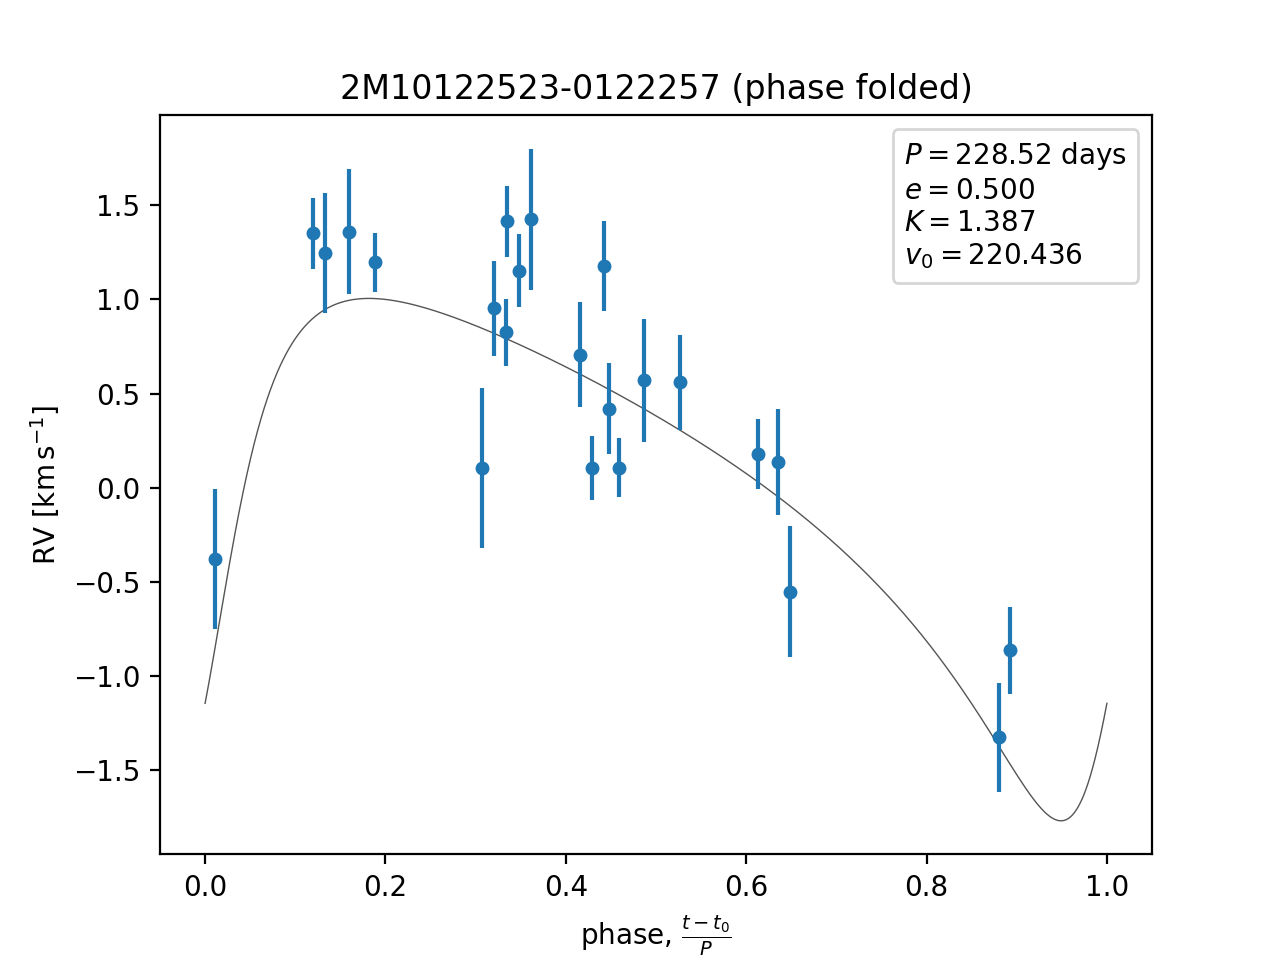 2M10122523-0122257 (phase folded)
P = 228.52 days
e = 0.500
K = 1.387
v₀ = 220.436
RV [km s⁻¹]
1.5
1.0
0.5
0.0
−0.5
−1.0
−1.5
0.0 0.2 0.4 0.6 0.8 1.0
phase, (t − t₀)/P